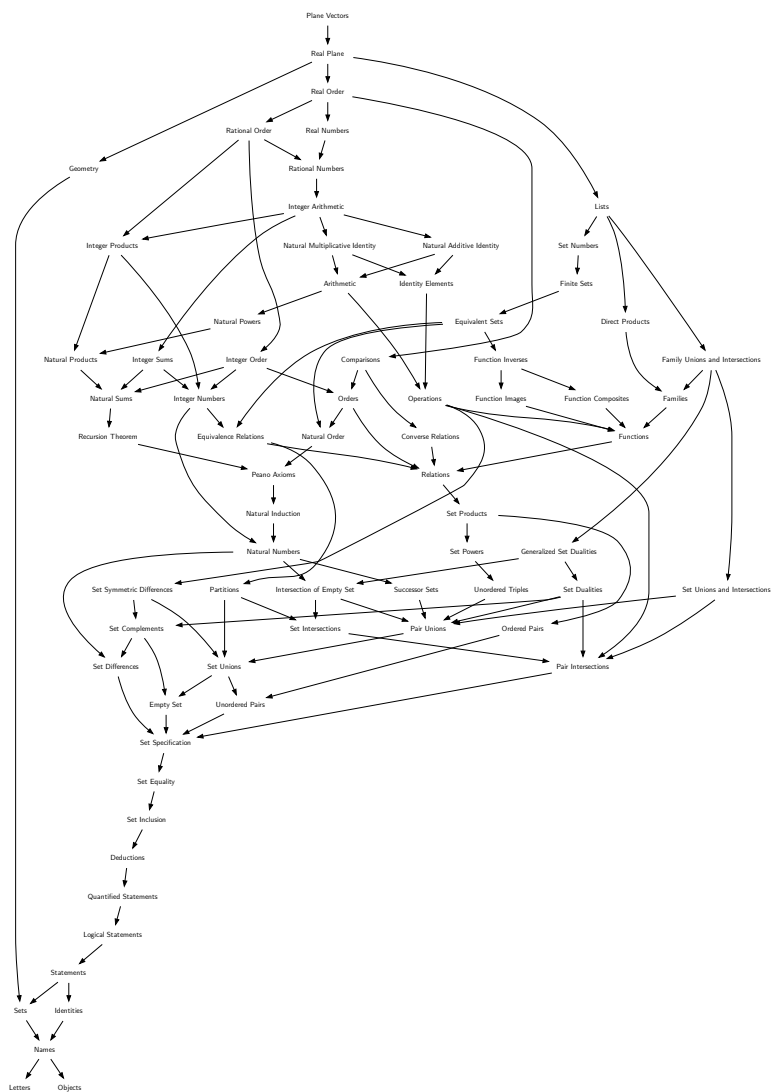 Plane Vectors
Real Plane
Real Order
Rational Order Real Numbers
Geometry Rational Numbers
Integer Arithmetic Lists
Integer Products Natural Multiplicative Identity Natural Additive Identity Set Numbers
Arithmetic Identity Elements Finite Sets
Natural Powers Equivalent Sets Direct Products
Natural Products Integer Sums Integer Order Comparisons Function Inverses Family Unions and Intersections
Natural Sums Integer Numbers Orders Operations Function Images Function Composites Families
Recursion Theorem Equivalence Relations Natural Order Converse Relations Functions
Peano Axioms Relations
Natural Induction Set Products
Natural Numbers Set Powers Generalized Set Dualities
Set Symmetric Differences Partitions Intersection of Empty Set Successor Sets Unordered Triples Set Dualities Set Unions and Intersections
Set Complements Set Intersections Pair Unions Ordered Pairs
Set Differences Set Unions Pair Intersections
Empty Set Unordered Pairs
Set Specification
Set Equality
Set Inclusion
Deductions
Quantified Statements
Logical Statements
Statements
Sets Identities
Names
Letters Objects